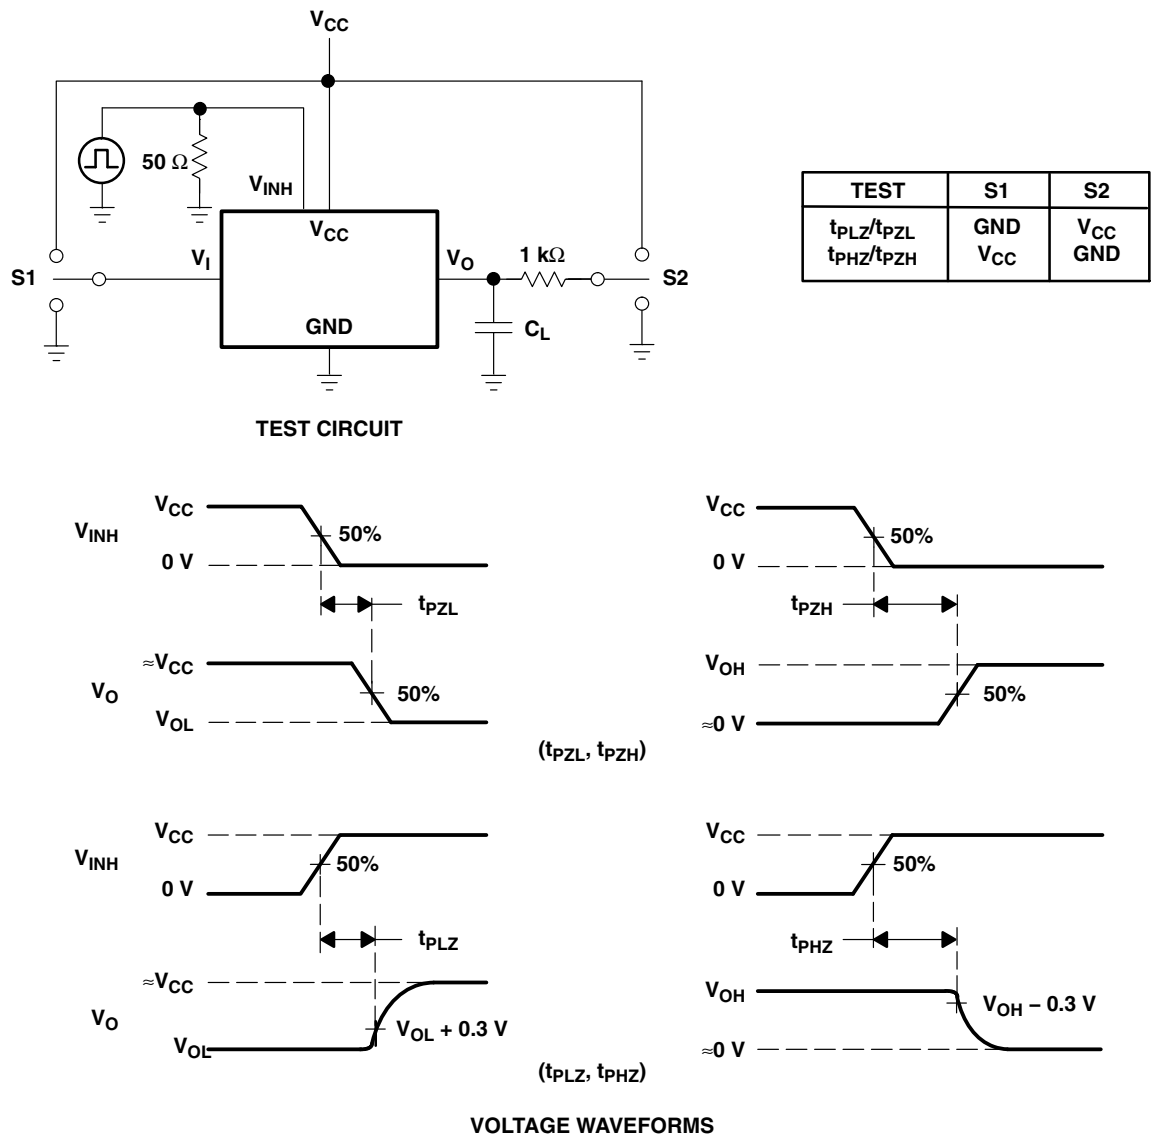 VCC
50 Ω
VINH
VCC
VI
VO
1 kΩ
S1
S2
GND
CL
TEST CIRCUIT
TEST S1 S2
tPLZ/tPZL GND VCC
tPHZ/tPZH VCC GND
VINH
VCC
50%
0 V
tPZL
VO
≈VCC
50%
VOL
VCC
50%
0 V
tPZH
VOH
50%
≈0 V
(tPZL, tPZH)
VINH
VCC
50%
0 V
tPLZ
VO
≈VCC
VOL + 0.3 V
VOL
VCC
50%
0 V
tPHZ
VOH
VOH − 0.3 V
≈0 V
(tPLZ, tPHZ)
VOLTAGE WAVEFORMS